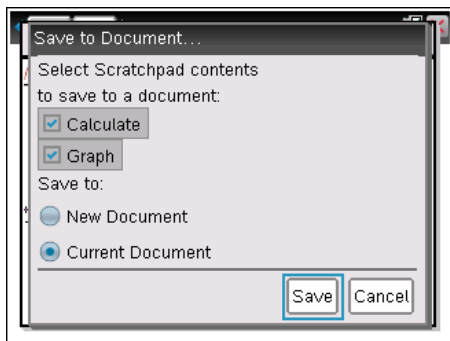 Save to Document...
Select Scratchpad contents
to save to a document:
Calculate
Graph
Save to:
New Document
Current Document
Save Cancel